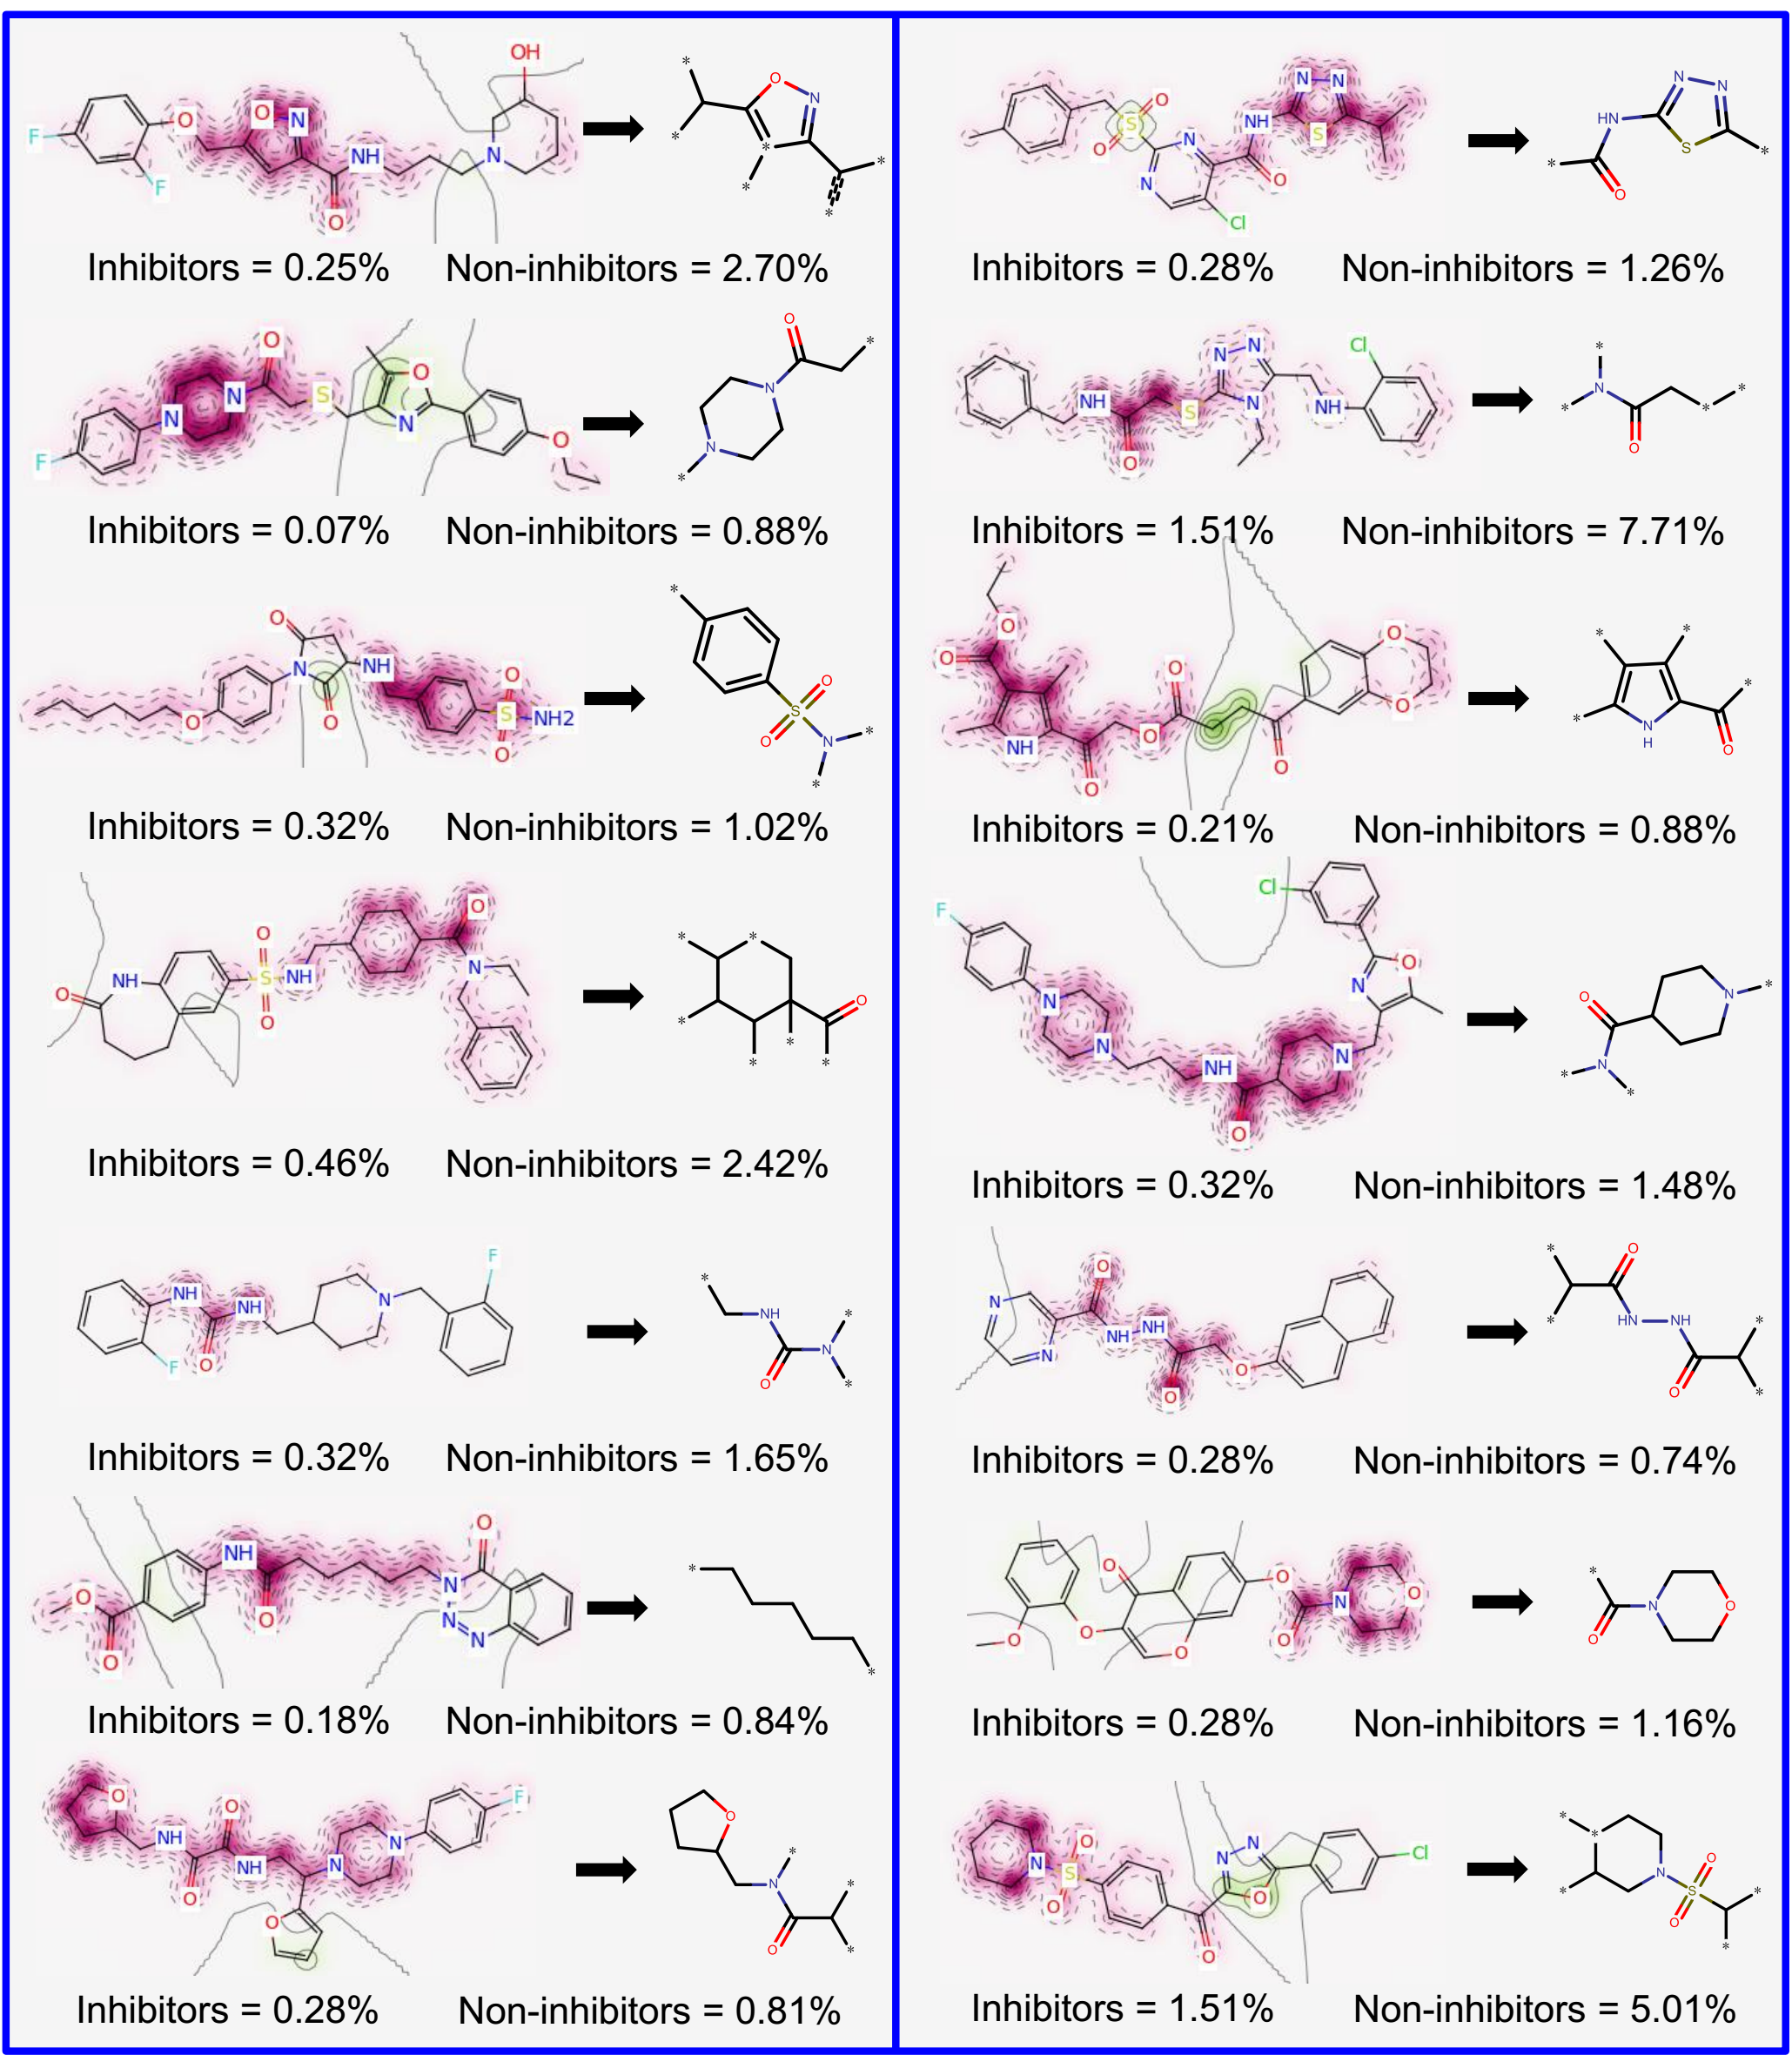 Inhibitors = 0.25% Non-inhibitors = 2.70%
Inhibitors = 0.07% Non-inhibitors = 0.88%
Inhibitors = 0.32% Non-inhibitors = 1.02%
Inhibitors = 0.46% Non-inhibitors = 2.42%
Inhibitors = 0.32% Non-inhibitors = 1.65%
Inhibitors = 0.18% Non-inhibitors = 0.84%
Inhibitors = 0.28% Non-inhibitors = 0.81%
Inhibitors = 0.28% Non-inhibitors = 1.26%
Inhibitors = 1.51% Non-inhibitors = 7.71%
Inhibitors = 0.21% Non-inhibitors = 0.88%
Inhibitors = 0.32% Non-inhibitors = 1.48%
Inhibitors = 0.28% Non-inhibitors = 0.74%
Inhibitors = 0.28% Non-inhibitors = 1.16%
Inhibitors = 1.51% Non-inhibitors = 5.01%